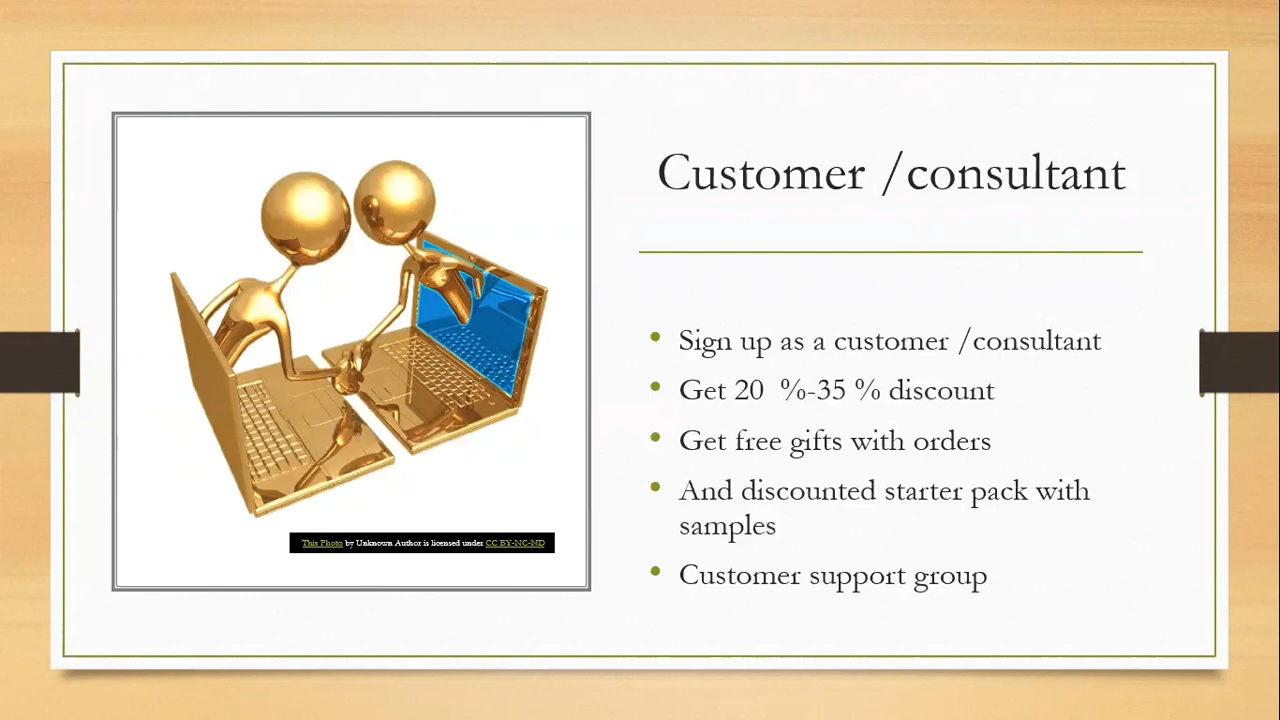 Customer /consultant
Sign up as a customer /consultant
Get 20  %-35 % discount
Get free gifts with orders
And discounted starter pack with
samples
Customer support group
This Photo by Unknown Author is licensed under CC BY-NC-ND